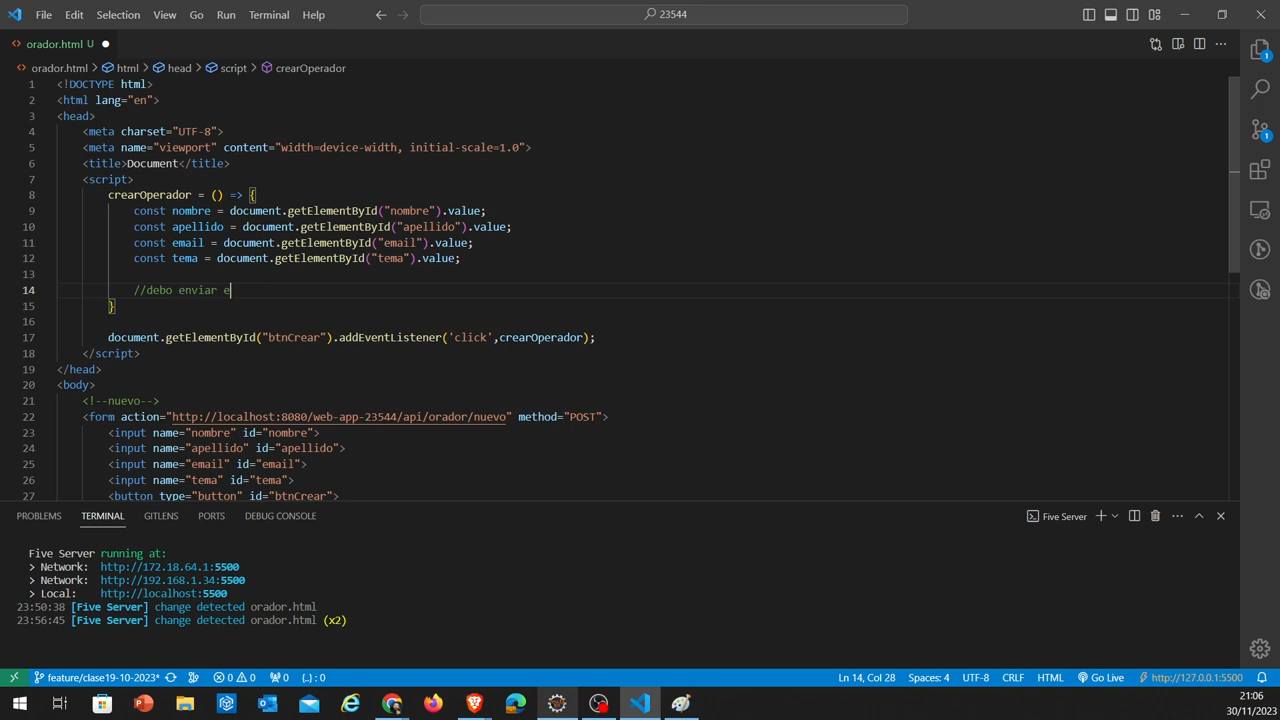 File Edit Selection View Go Run Terminal Help 23544
orador.html U
orador.html > html > head > script > crearOperador
1 <!DOCTYPE html>
2 <html lang="en">
3 <head>
4 <meta charset="UTF-8">
5 <meta name="viewport" content="width=device-width, initial-scale=1.0">
6 <title>Document</title>
7 <script>
8 crearOperador = () => {
9 const nombre = document.getElementById("nombre").value;
10 const apellido = document.getElementById("apellido").value;
11 const email = document.getElementById("email").value;
12 const tema = document.getElementById("tema").value;
13
14 //debo enviar e
15 }
16
17 document.getElementById("btnCrear").addEventListener('click',crearOperador);
18 </script>
19 </head>
20 <body>
21 <!--nuevo-->
22 <form action="http://localhost:8080/web-app-23544/api/orador/nuevo" method="POST">
23 <input name="nombre" id="nombre">
24 <input name="apellido" id="apellido">
25 <input name="email" id="email">
26 <input name="tema" id="tema">
27 <button type="button" id="btnCrear">
PROBLEMS TERMINAL GITLENS PORTS DEBUG CONSOLE Five Server
Five Server running at:
> Network: http://172.18.64.1:5500
> Network: http://192.168.1.34:5500
> Local: http://localhost:5500
23:50:38 [Five Server] change detected orador.html
23:56:45 [Five Server] change detected orador.html (x2)
feature/clase19-10-2023* 0 0 0 {..} : 0 Ln 14, Col 28 Spaces: 4 UTF-8 CRLF HTML Go Live http://127.0.0.1:5500
21:06
30/11/2023
1
1